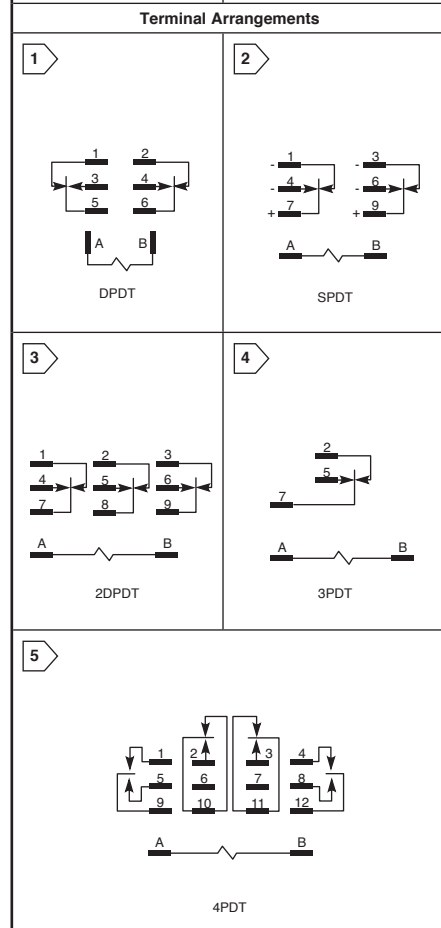 Terminal Arrangements
1
2
1 2
3 4
5 6
A B
DPDT
- 1 - 3
- 4 - 6
+ 7 + 9
A B
SPDT
3
4
1 2 3
4 5 6
7 8 9
A B
2DPDT
2
5
7
A B
3PDT
5
1 2 3 4
5 6 7 8
9 10 11 12
A B
4PDT